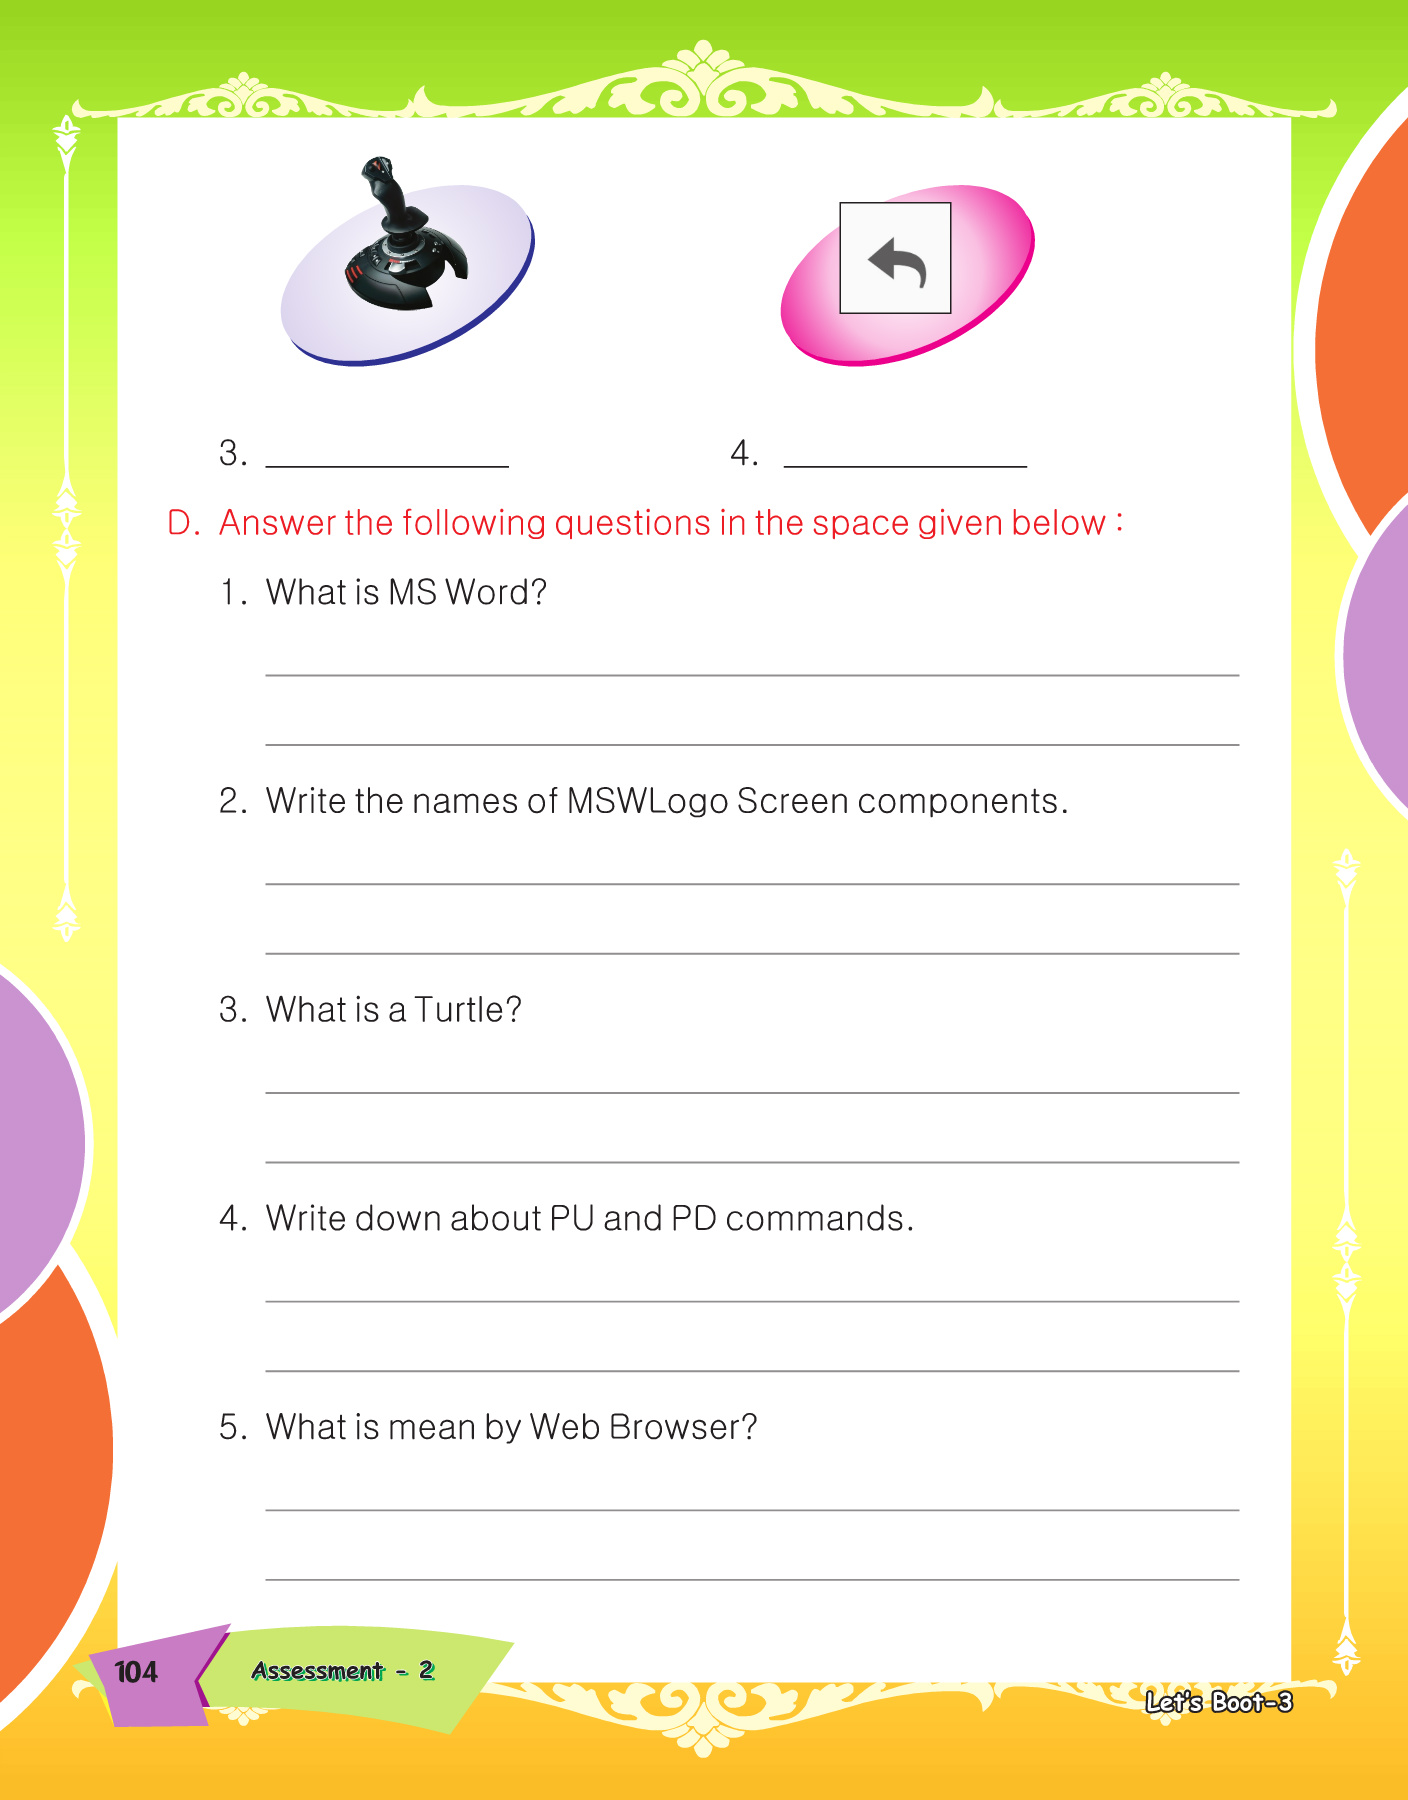 3. ____________
4. ____________
D. Answer the following questions in the space given below :
1. What is MS Word?
2. Write the names of MSWLogo Screen components.
3. What is a Turtle?
4. Write down about PU and PD commands.
5. What is mean by Web Browser?
104
Assessment - 2
Let's Boot-3